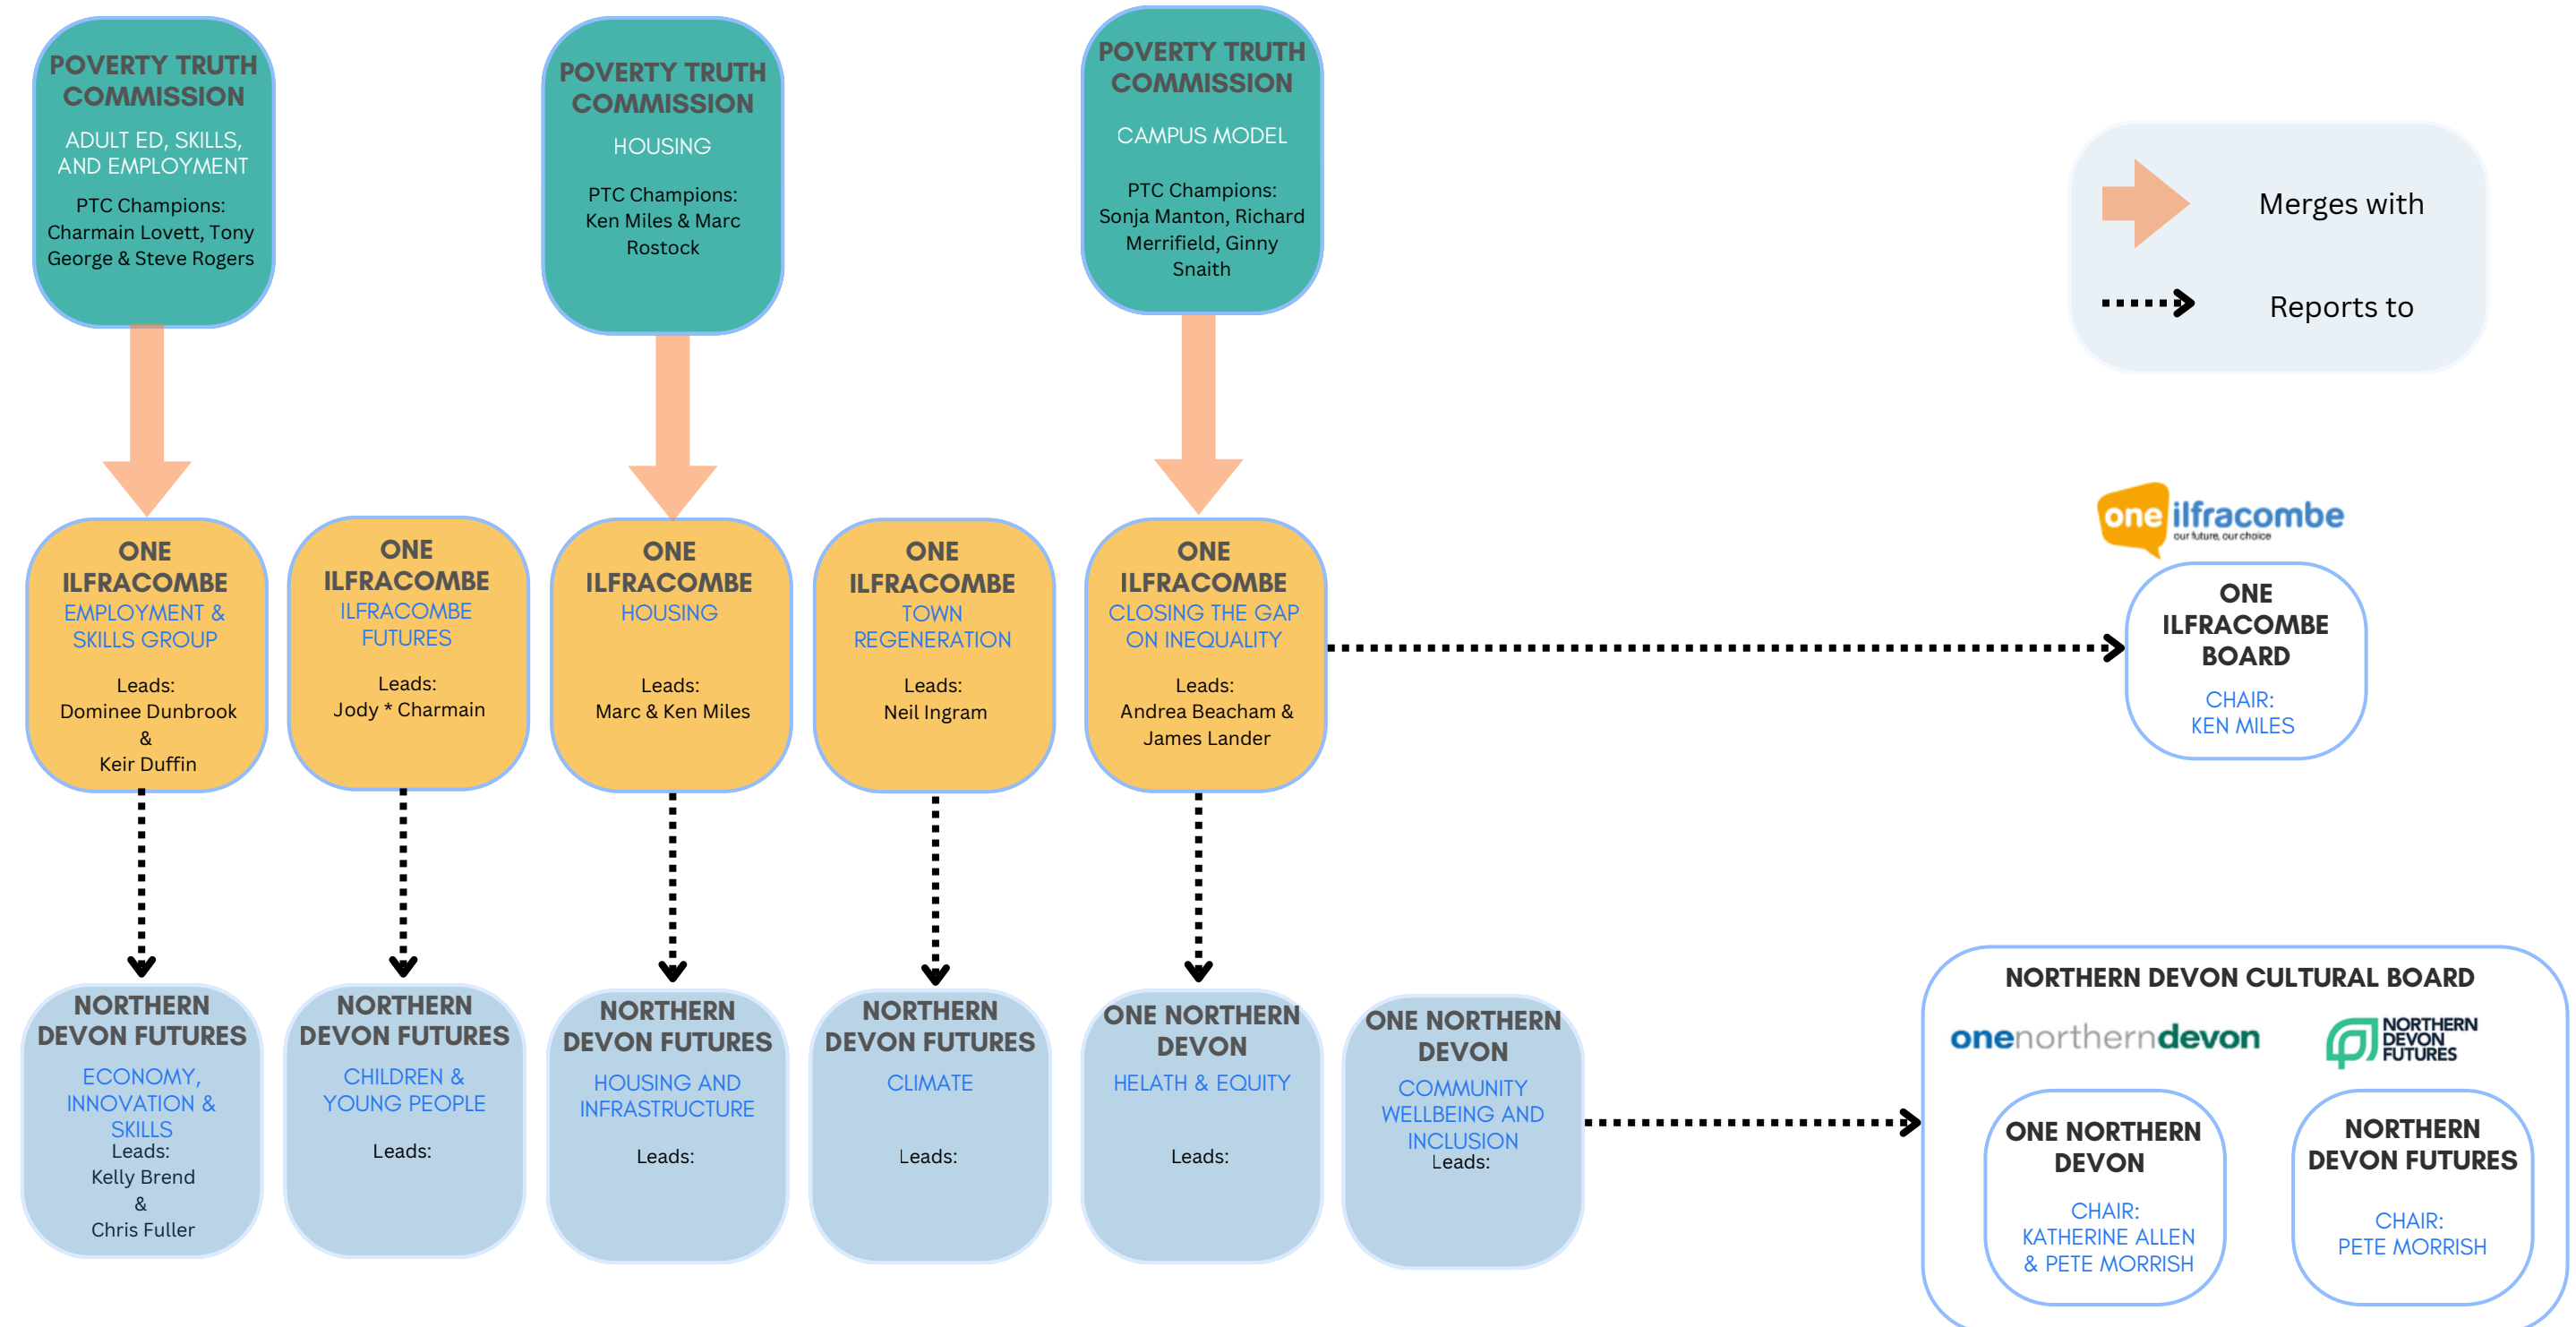 POVERTY TRUTH
COMMISSION
ADULT ED, SKILLS,
AND EMPLOYMENT
PTC Champions:
Charmain Lovett, Tony
George & Steve Rogers
POVERTY TRUTH
COMMISSION
HOUSING
PTC Champions:
Ken Miles & Marc
Rostock
POVERTY TRUTH
COMMISSION
CAMPUS MODEL
PTC Champions:
Sonja Manton, Richard
Merrifield, Ginny
Snaith
Merges with
Reports to
ONE
ILFRACOMBE
EMPLOYMENT &
SKILLS GROUP
Leads:
Dominee Dunbrook
&
Keir Duffin
ONE
ILFRACOMBE
ILFRACOMBE
FUTURES
Leads:
Jody * Charmain
ONE
ILFRACOMBE
HOUSING
Leads:
Marc & Ken Miles
ONE
ILFRACOMBE
TOWN
REGENERATION
Leads:
Neil Ingram
ONE
ILFRACOMBE
CLOSING THE GAP
ON INEQUALITY
Leads:
Andrea Beacham &
James Lander
one ilfracombe
our future, our choice
ONE
ILFRACOMBE
BOARD
CHAIR:
KEN MILES
NORTHERN
DEVON FUTURES
ECONOMY,
INNOVATION &
SKILLS
Leads:
Kelly Brend
&
Chris Fuller
NORTHERN
DEVON FUTURES
CHILDREN &
YOUNG PEOPLE
Leads:
NORTHERN
DEVON FUTURES
HOUSING AND
INFRASTRUCTURE
Leads:
NORTHERN
DEVON FUTURES
CLIMATE
Leads:
ONE NORTHERN
DEVON
HELATH & EQUITY
Leads:
ONE NORTHERN
DEVON
COMMUNITY
WELLBEING AND
INCLUSION
Leads:
NORTHERN DEVON CULTURAL BOARD
onenortherndevon
NORTHERN
DEVON
FUTURES
ONE NORTHERN
DEVON
CHAIR:
KATHERINE ALLEN
& PETE MORRISH
NORTHERN
DEVON FUTURES
CHAIR:
PETE MORRISH